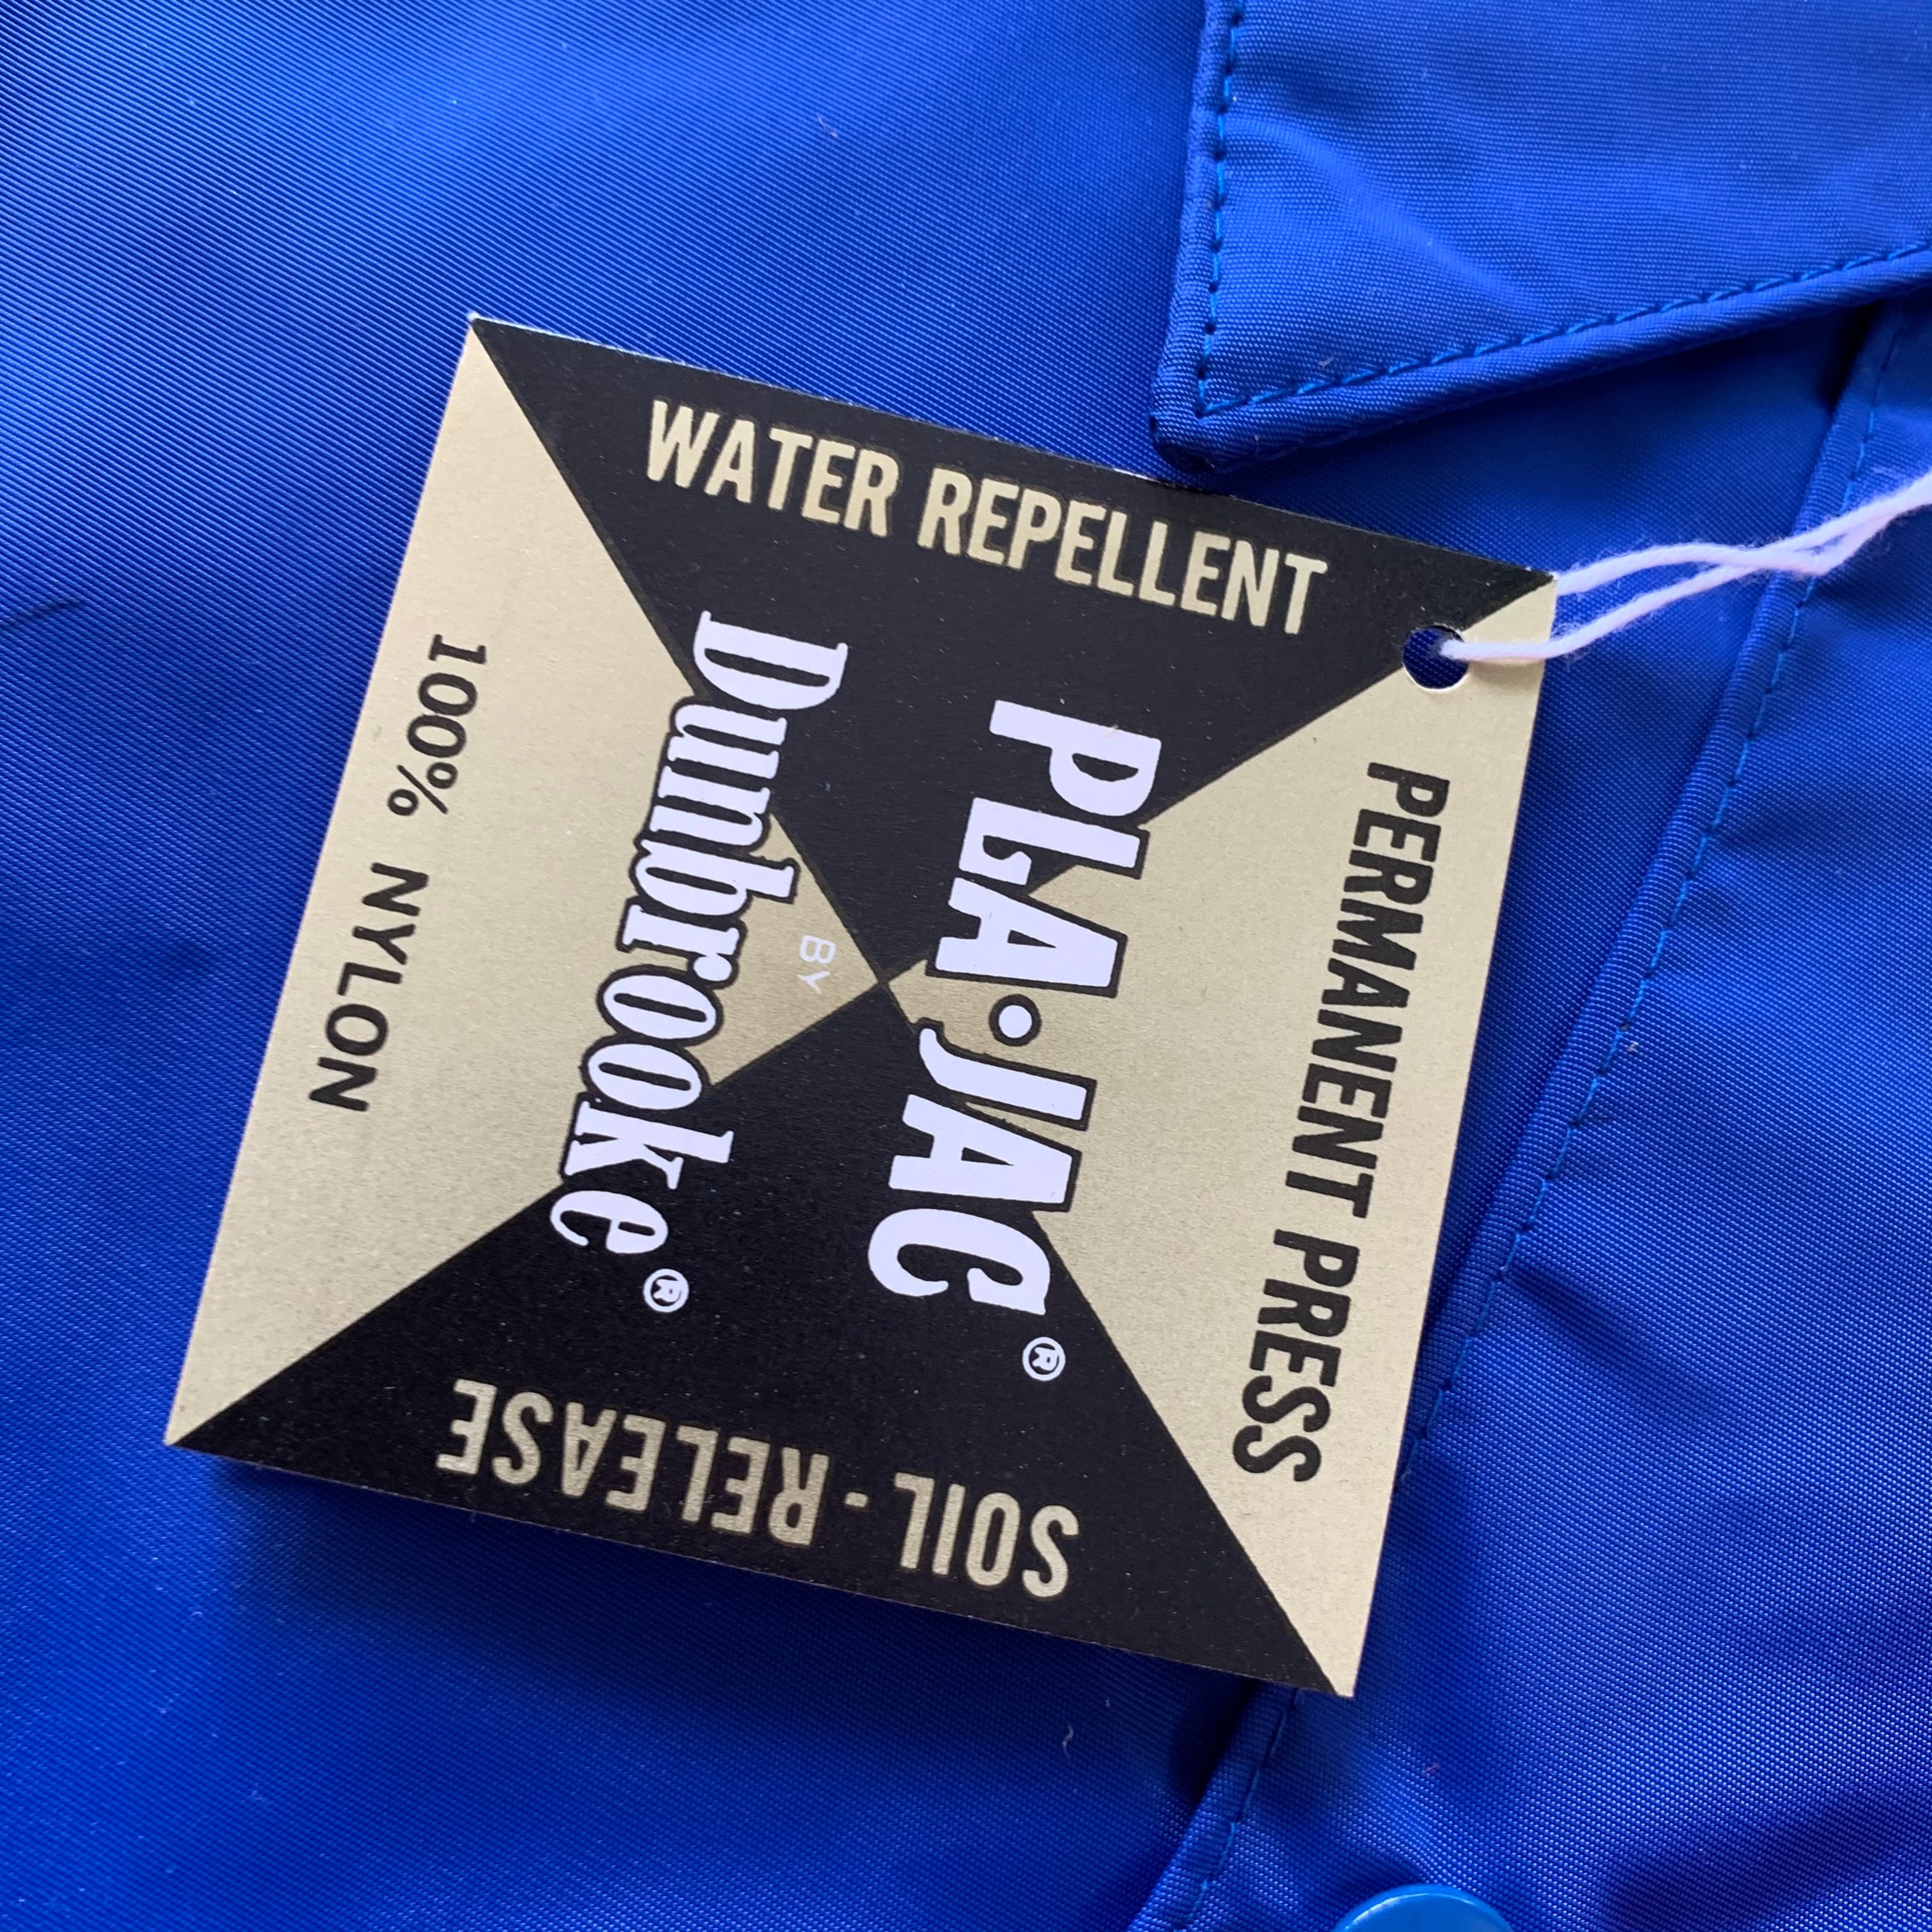 WATER REPELLENT
PERMANENT PRESS
PLA•JAC®
BY
Dunbrooke®
100% NYLON
SOIL-RELEASE